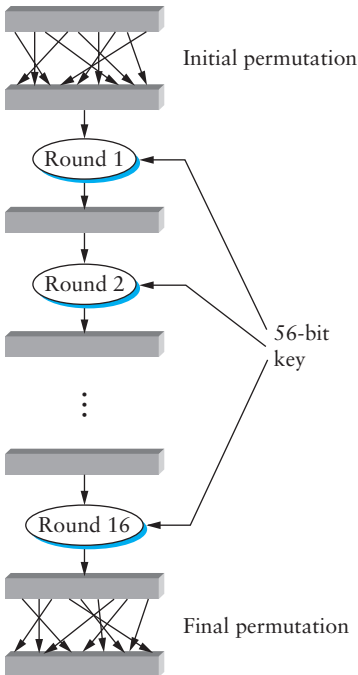 Initial permutation
Round 1
Round 2
56-bit
key
Round 16
Final permutation